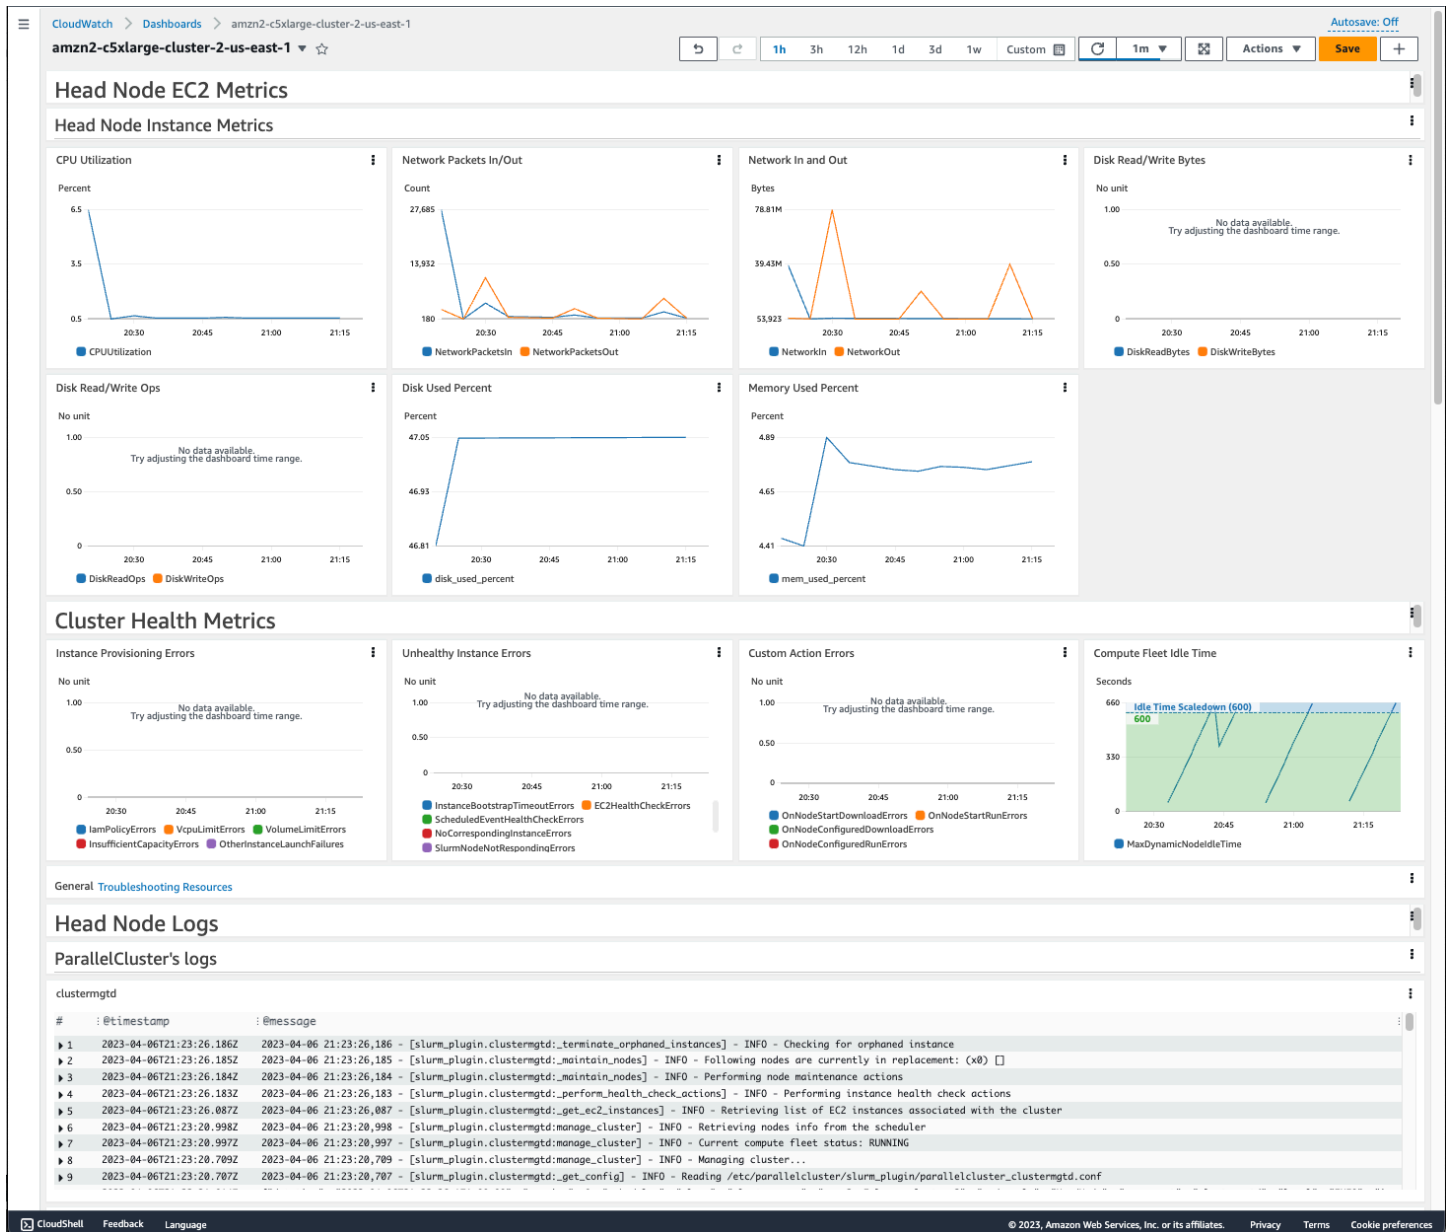 CloudWatch > Dashboards > amzn2-c5xlarge-cluster-2-us-east-1
Autosave: Off
amzn2-c5xlarge-cluster-2-us-east-1
1h 3h 12h 1d 3d 1w Custom 1m Actions Save
Head Node EC2 Metrics
Head Node Instance Metrics
CPU Utilization
Percent
6.5
3.5
0.5
20:30 20:45 21:00 21:15
CPUUtilization
Network Packets In/Out
Count
27,685
13,932
180
20:30 20:45 21:00 21:15
NetworkPacketsIn NetworkPacketsOut
Network In and Out
Bytes
78.81M
39.43M
53,923
20:30 20:45 21:00 21:15
NetworkIn NetworkOut
Disk Read/Write Bytes
No unit
1.00
No data available.
Try adjusting the dashboard time range.
0.50
0
20:30 20:45 21:00 21:15
DiskReadBytes DiskWriteBytes
Disk Read/Write Ops
No unit
1.00
No data available.
Try adjusting the dashboard time range.
0.50
0
20:30 20:45 21:00 21:15
DiskReadOps DiskWriteOps
Disk Used Percent
Percent
47.05
46.93
46.81
20:30 20:45 21:00 21:15
disk_used_percent
Memory Used Percent
Percent
4.89
4.65
4.41
20:30 20:45 21:00 21:15
mem_used_percent
Cluster Health Metrics
Instance Provisioning Errors
No unit
1.00
No data available.
Try adjusting the dashboard time range.
0.50
0
20:30 20:45 21:00 21:15
IamPolicyErrors VcpuLimitErrors VolumeLimitErrors
InsufficientCapacityErrors OtherInstanceLaunchFailures
Unhealthy Instance Errors
No unit
1.00
No data available.
Try adjusting the dashboard time range.
0.50
0
20:30 20:45 21:00 21:15
InstanceBootstrapTimeoutErrors EC2HealthCheckErrors
ScheduledEventHealthCheckErrors
NoCorrespondingInstanceErrors
SlurmNodeNotRespondingErrors
Custom Action Errors
No unit
1.00
No data available.
Try adjusting the dashboard time range.
0.50
0
20:30 20:45 21:00 21:15
OnNodeStartDownloadErrors OnNodeStartRunErrors
OnNodeConfiguredDownloadErrors
OnNodeConfiguredRunErrors
Compute Fleet Idle Time
Seconds
660
Idle Time Scaledown (600)
600
330
0
20:30 20:45 21:00 21:15
MaxDynamicNodeIdleTime
General Troubleshooting Resources
Head Node Logs
ParallelCluster's logs
clustermgtd
# @timestamp @message
1 2023-04-06T21:23:26.186Z 2023-04-06 21:23:26,186 - [slurm_plugin.clustermgtd:_terminate_orphaned_instances] - INFO - Checking for orphaned instance
2 2023-04-06T21:23:26.185Z 2023-04-06 21:23:26,185 - [slurm_plugin.clustermgtd:_maintain_nodes] - INFO - Following nodes are currently in replacement: (x0) []
3 2023-04-06T21:23:26.184Z 2023-04-06 21:23:26,184 - [slurm_plugin.clustermgtd:_maintain_nodes] - INFO - Performing node maintenance actions
4 2023-04-06T21:23:26.183Z 2023-04-06 21:23:26,183 - [slurm_plugin.clustermgtd:_perform_health_check_actions] - INFO - Performing instance health check actions
5 2023-04-06T21:23:26.087Z 2023-04-06 21:23:26,087 - [slurm_plugin.clustermgtd:_get_ec2_instances] - INFO - Retrieving list of EC2 instances associated with the cluster
6 2023-04-06T21:23:20.998Z 2023-04-06 21:23:20,998 - [slurm_plugin.clustermgtd:manage_cluster] - INFO - Retrieving nodes info from the scheduler
7 2023-04-06T21:23:20.997Z 2023-04-06 21:23:20,997 - [slurm_plugin.clustermgtd:manage_cluster] - INFO - Current compute fleet status: RUNNING
8 2023-04-06T21:23:20.709Z 2023-04-06 21:23:20,709 - [slurm_plugin.clustermgtd:manage_cluster] - INFO - Managing cluster...
9 2023-04-06T21:23:20.707Z 2023-04-06 21:23:20,707 - [slurm_plugin.clustermgtd:_get_config] - INFO - Reading /etc/parallelcluster/slurm_plugin/parallelcluster_clustermgtd.conf
CloudShell Feedback Language © 2023, Amazon Web Services, Inc. or its affiliates. Privacy Terms Cookie preferences